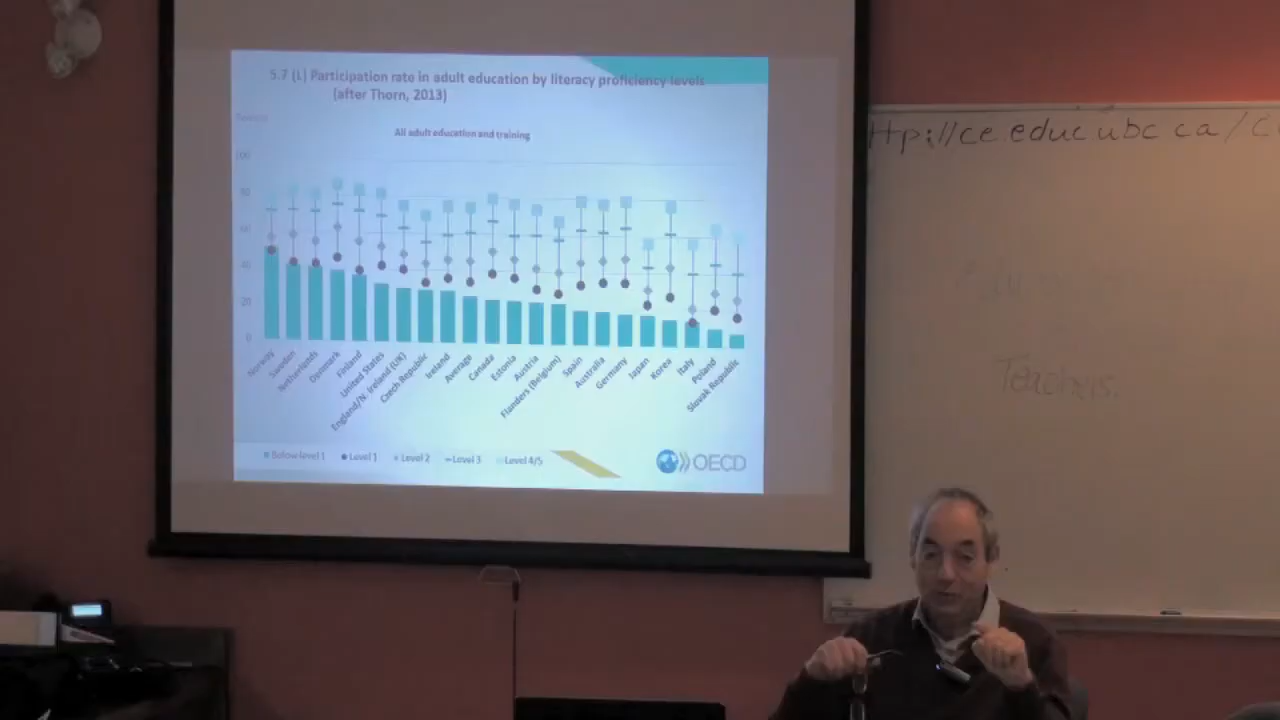 5.7 (L) Participation rate in adult education by literacy proficiency levels
(after Thorn, 2013)
All adult education and training
100
80
60
40
20
0
Norway
Sweden
Netherlands
Denmark
Finland
United States
England/N. Ireland (UK)
Czech Republic
Ireland
Average
Canada
Estonia
Austria
Flanders (Belgium)
Spain
Australia
Germany
Japan
Korea
Italy
Poland
Slovak Republic
Below level 1 Level 1 Level 2 Level 3 Level 4/5
OECD
ttp://ce.educ.ubc.ca/
Teachers.